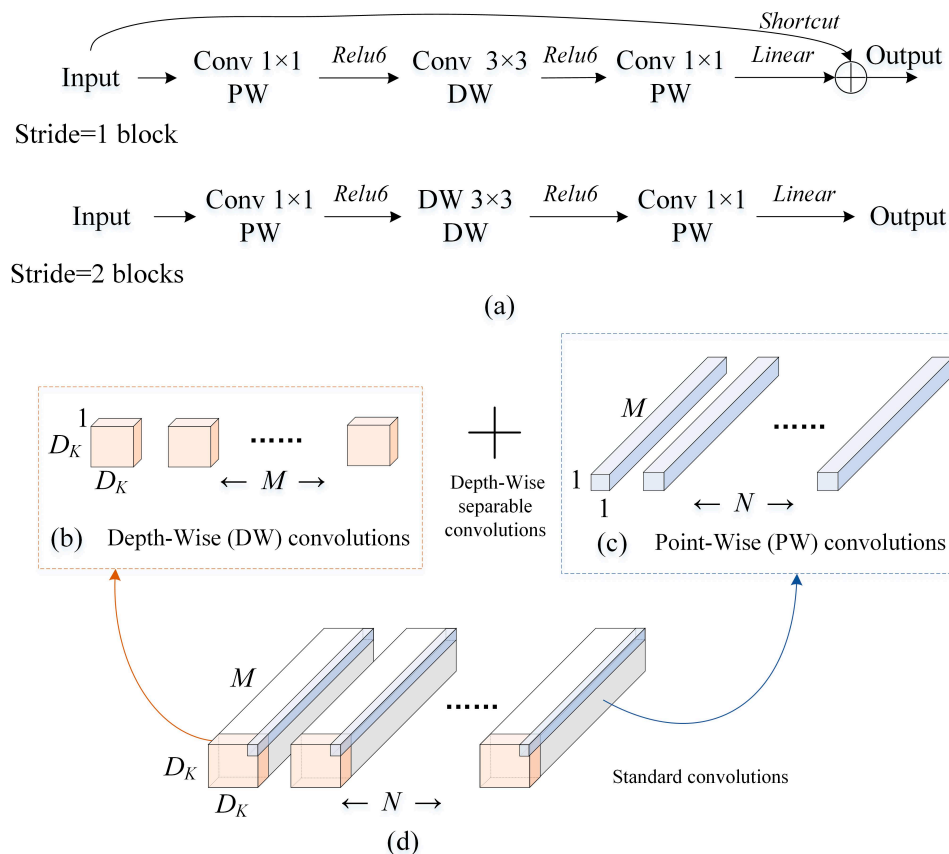 Shortcut
Input Conv 1×1 Relu6 Conv 3×3 Relu6 Conv 1×1 Linear Output
PW DW PW
Stride=1 block
Input Conv 1×1 Relu6 DW 3×3 Relu6 Conv 1×1 Linear Output
PW DW PW
Stride=2 blocks
(a)
1
D_K
D_K
......
← M →
(b) Depth-Wise (DW) convolutions
Depth-Wise
separable
convolutions
M
......
1
1
← N →
(c) Point-Wise (PW) convolutions
M
......
D_K
D_K
← N →
Standard convolutions
(d)